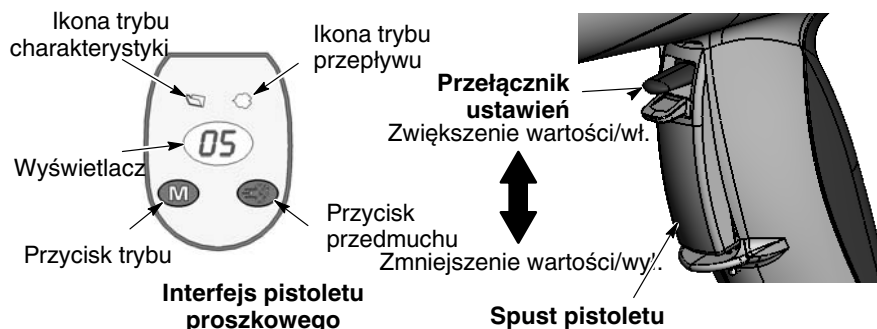 Ikona trybu
charakterystyki
Ikona trybu
przepływu
05
Wyświetlacz
M
Przycisk trybu
Przycisk
przedmuchu
Interfejs pistoletu
proszkowego
Przełącznik
ustawień
Zwiększenie wartości/wł.
Zmniejszenie wartości/wył.
Spust pistoletu